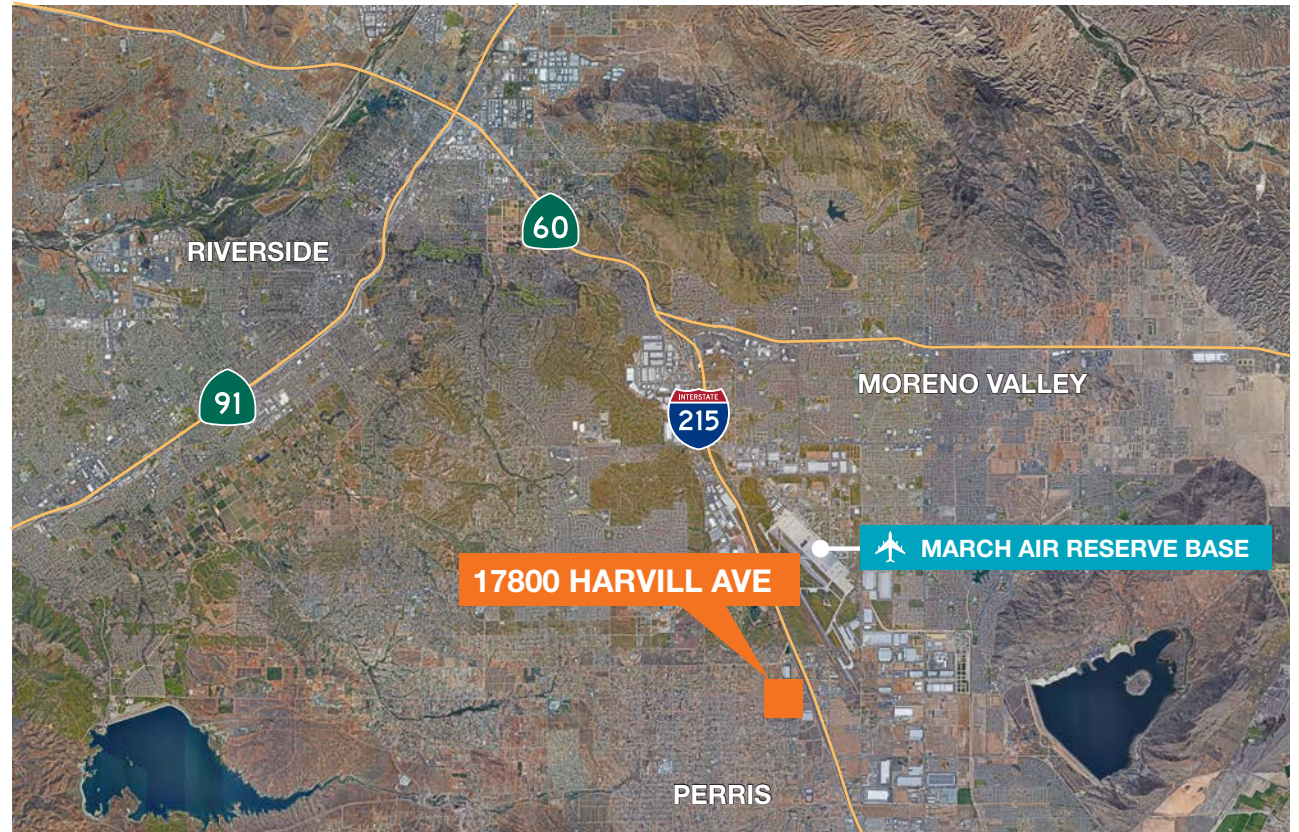 60
RIVERSIDE
91
MORENO VALLEY
INTERSTATE
215
MARCH AIR RESERVE BASE
17800 HARVILL AVE
PERRIS